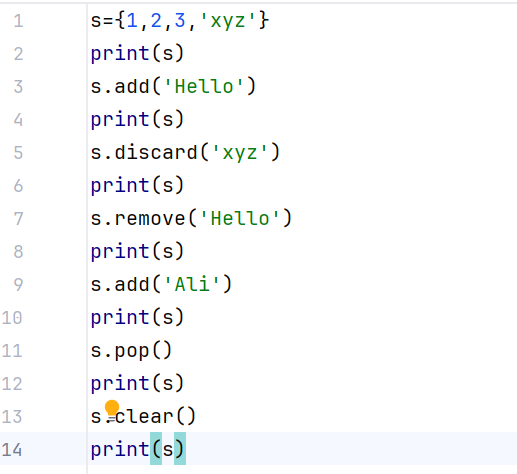 1 s={1,2,3,'xyz'}
2 print(s)
3 s.add('Hello')
4 print(s)
5 s.discard('xyz')
6 print(s)
7 s.remove('Hello')
8 print(s)
9 s.add('Ali')
10 print(s)
11 s.pop()
12 print(s)
13 s.clear()
14 print(s)